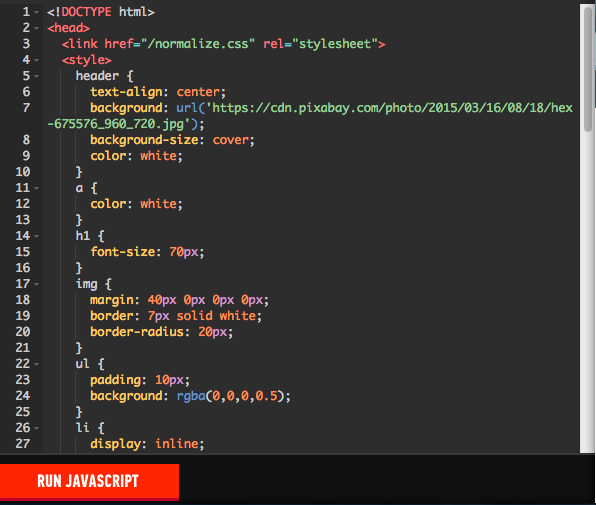 1 <!DOCTYPE html>
2 <head>
3 <link href="/normalize.css" rel="stylesheet">
4 <style>
5 header {
6 text-align: center;
7 background: url('https://cdn.pixabay.com/photo/2015/03/16/08/18/hex
-675576_960_720.jpg');
8 background-size: cover;
9 color: white;
10 }
11 a {
12 color: white;
13 }
14 h1 {
15 font-size: 70px;
16 }
17 img {
18 margin: 40px 0px 0px 0px;
19 border: 7px solid white;
20 border-radius: 20px;
21 }
22 ul {
23 padding: 10px;
24 background: rgba(0,0,0,0.5);
25 }
26 li {
27 display: inline;
RUN JAVASCRIPT